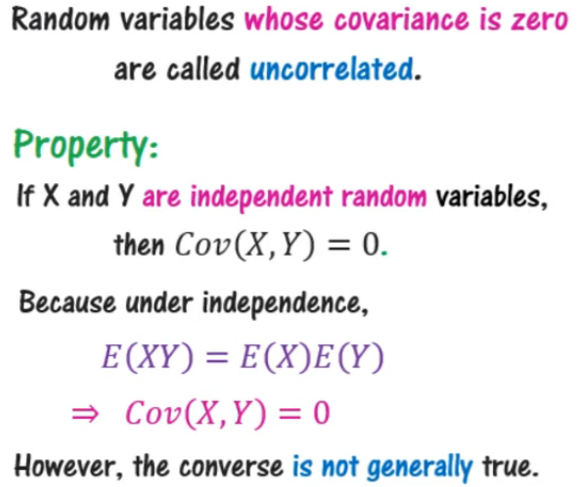 Random variables whose covariance is zero
are called uncorrelated.
Property:
If X and Y are independent random variables,
then Cov(X, Y) = 0.
Because under independence,
E(XY) = E(X)E(Y)
⇒ Cov(X, Y) = 0
However, the converse is not generally true.